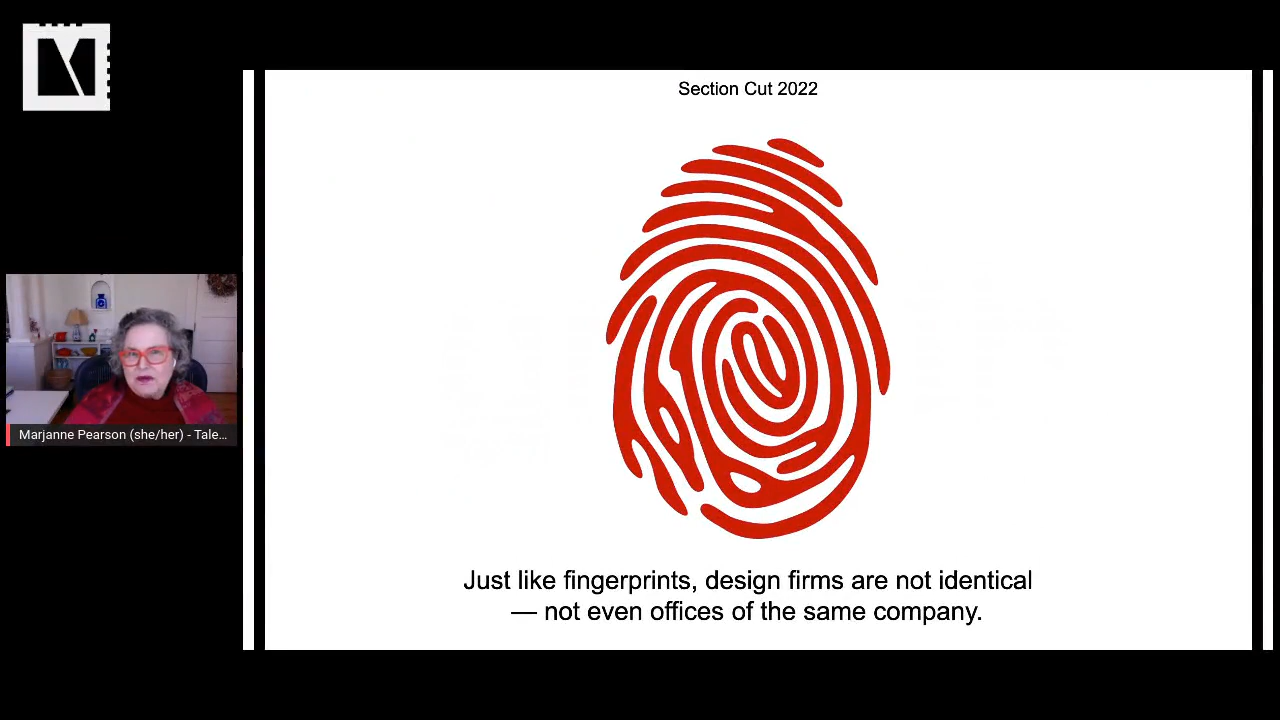 Section Cut 2022
Marjanne Pearson (she/her) - Tale...
Just like fingerprints, design firms are not identical
— not even offices of the same company.